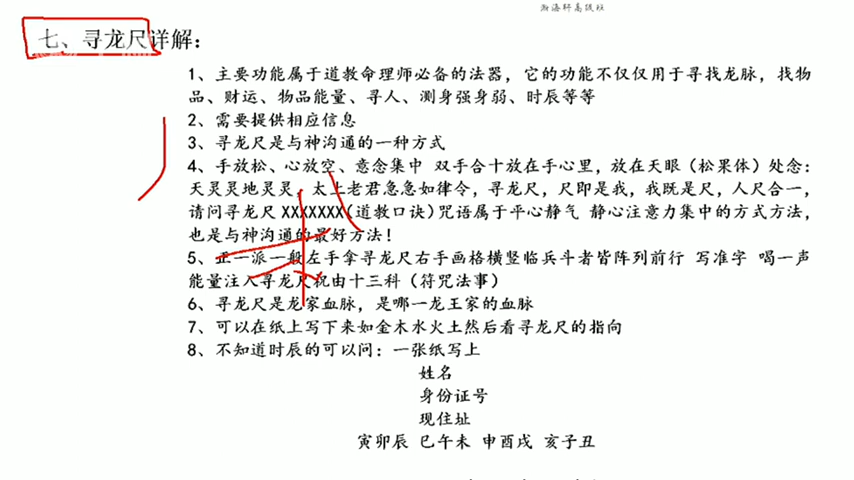 瀚海轩高级班
七、寻龙尺详解：
1、主要功能属于道教命理师必备的法器，它的功能不仅仅用于寻找龙脉，找物
品、财运、物品能量、寻人、测身强身弱、时辰等等
2、需要提供相应信息
3、寻龙尺是与神沟通的一种方式
4、手放松、心放空、意念集中 双手合十放在手心里，放在天眼（松果体）处念：
天灵灵地灵灵，太上老君急急如律令，寻龙尺，尺即是我，我既是尺，人尺合一，
请问寻龙尺 XXXXXXX（道教口诀）咒语属于平心静气 静心注意力集中的方式方法，
也是与神沟通的最好方法！
5、正一派一般左手拿寻龙尺右手画格横竖临兵斗者皆阵列前行 写准字 喝一声
能量注入寻龙尺祝由十三科（符咒法事）
6、寻龙尺是龙家血脉，是哪一龙王家的血脉
7、可以在纸上写下来如金木水火土然后看寻龙尺的指向
8、不知道时辰的可以问：一张纸写上
姓名
身份证号
现住址
寅卯辰 巳午未 申酉戌 亥子丑